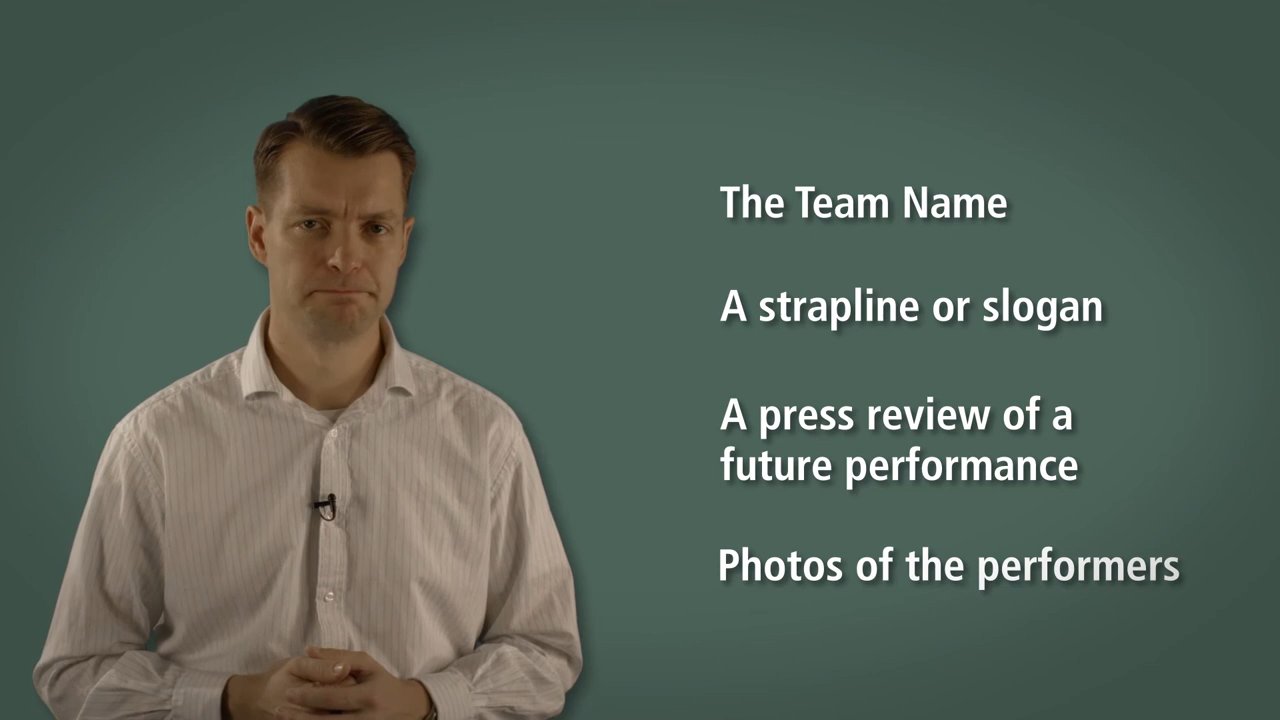 The Team Name
A strapline or slogan
A press review of a
future performance
Photos of the performers